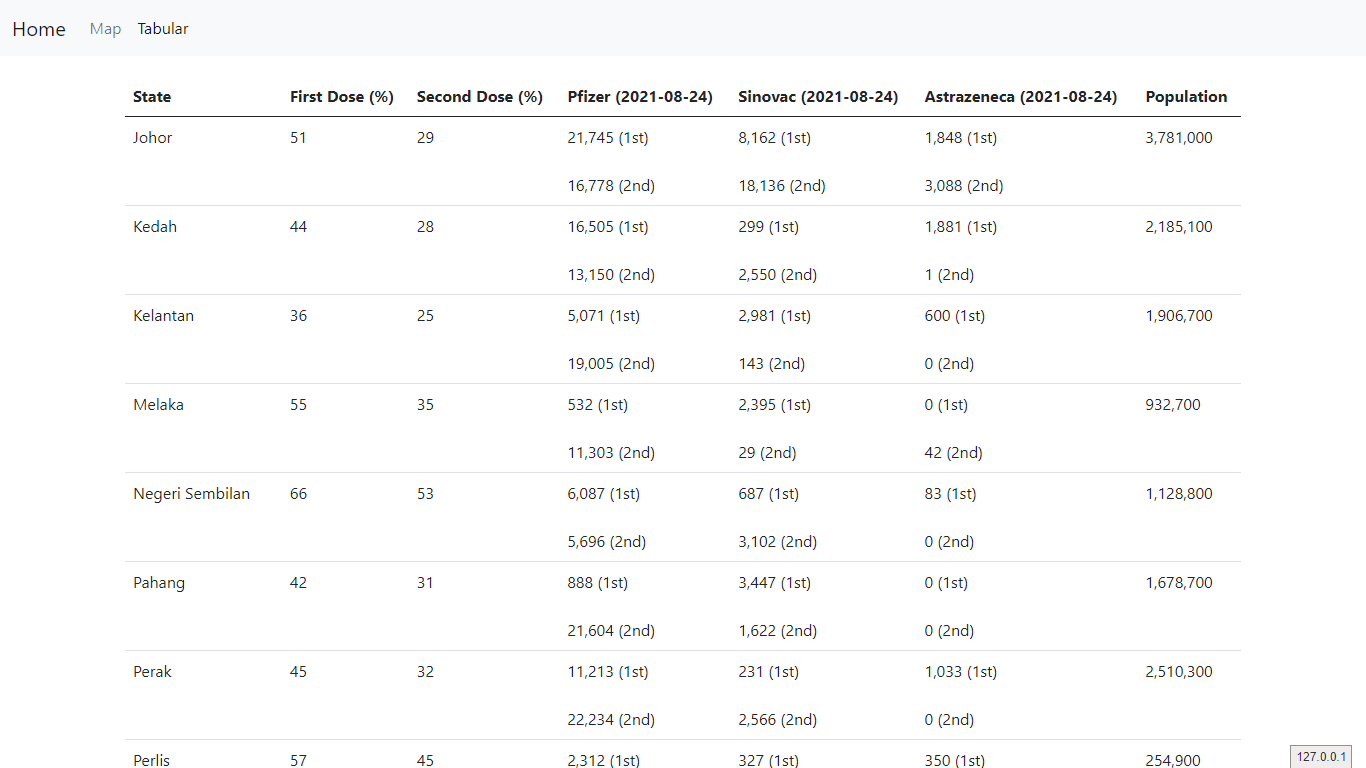 Home Map Tabular
State First Dose (%) Second Dose (%) Pfizer (2021-08-24) Sinovac (2021-08-24) Astrazeneca (2021-08-24) Population
Johor 51 29 21,745 (1st) 8,162 (1st) 1,848 (1st) 3,781,000
16,778 (2nd) 18,136 (2nd) 3,088 (2nd)
Kedah 44 28 16,505 (1st) 299 (1st) 1,881 (1st) 2,185,100
13,150 (2nd) 2,550 (2nd) 1 (2nd)
Kelantan 36 25 5,071 (1st) 2,981 (1st) 600 (1st) 1,906,700
19,005 (2nd) 143 (2nd) 0 (2nd)
Melaka 55 35 532 (1st) 2,395 (1st) 0 (1st) 932,700
11,303 (2nd) 29 (2nd) 42 (2nd)
Negeri Sembilan 66 53 6,087 (1st) 687 (1st) 83 (1st) 1,128,800
5,696 (2nd) 3,102 (2nd) 0 (2nd)
Pahang 42 31 888 (1st) 3,447 (1st) 0 (1st) 1,678,700
21,604 (2nd) 1,622 (2nd) 0 (2nd)
Perak 45 32 11,213 (1st) 231 (1st) 1,033 (1st) 2,510,300
22,234 (2nd) 2,566 (2nd) 0 (2nd)
Perlis 57 45 2,312 (1st) 327 (1st) 350 (1st) 254,900
127.0.0.1